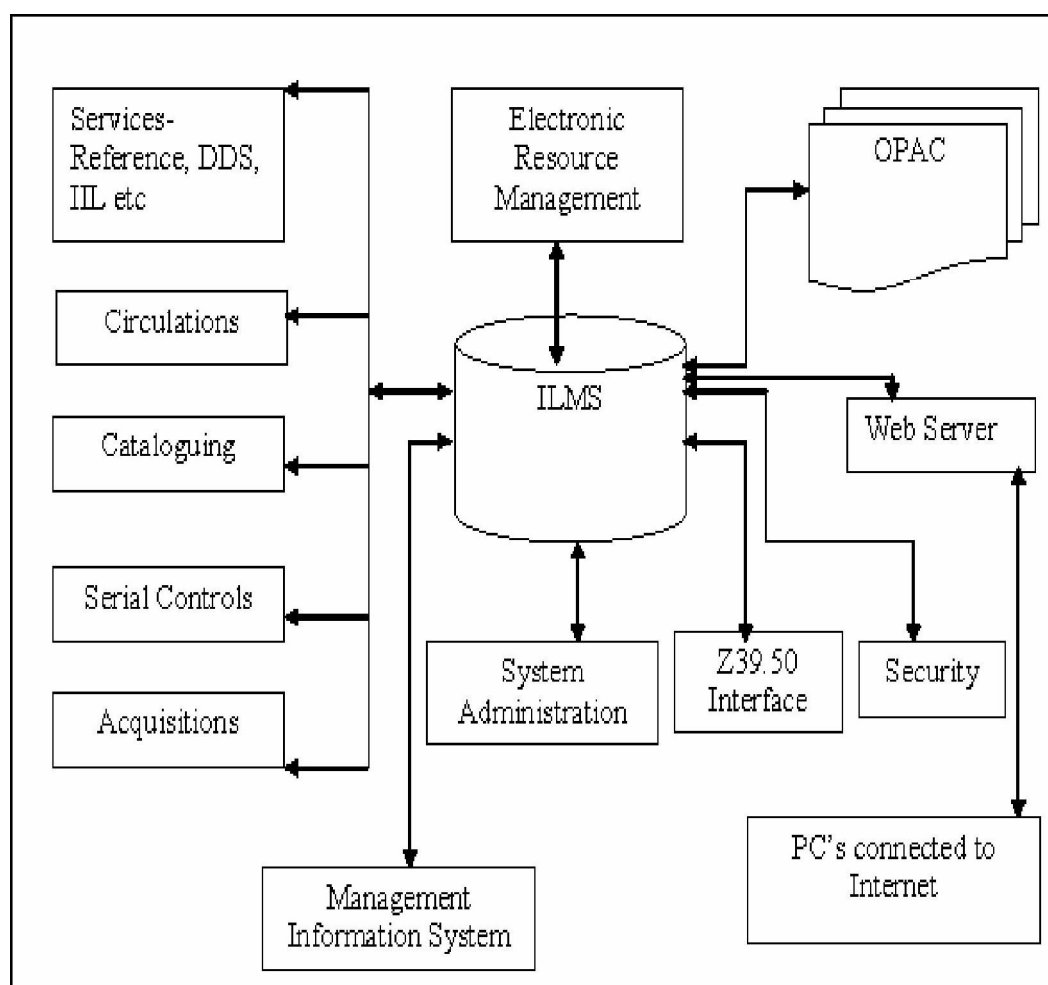 Services-
Reference, DDS,
IIL etc
Electronic
Resource
Management
OPAC
Circulations
ILMS
Cataloguing
Web Server
Serial Controls
System
Administration
Z39.50
Interface
Security
Acquisitions
Management
Information System
PC's connected to
Internet